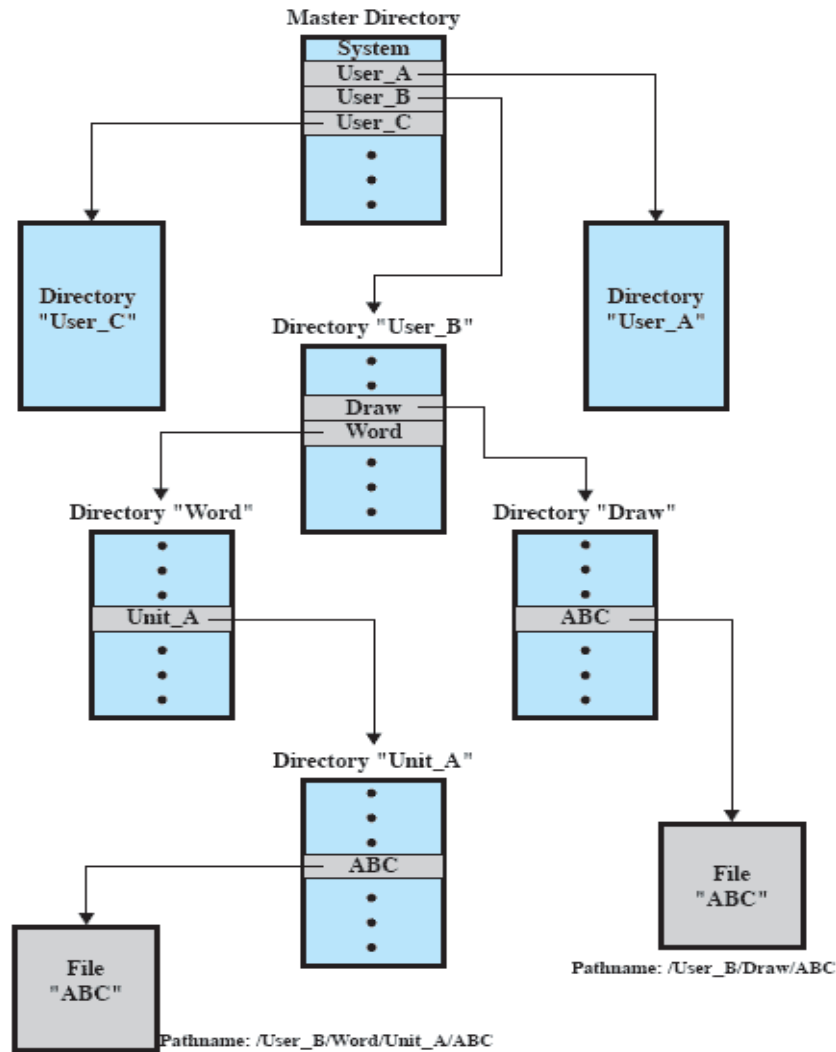 Master Directory
System
User_A
User_B
User_C
Directory
"User_C"
Directory
"User_A"
Directory "User_B"
Draw
Word
Directory "Word"
Directory "Draw"
Unit_A
ABC
Directory "Unit_A"
ABC
File
"ABC"
Pathname: /User_B/Draw/ABC
File
"ABC"
Pathname: /User_B/Word/Unit_A/ABC